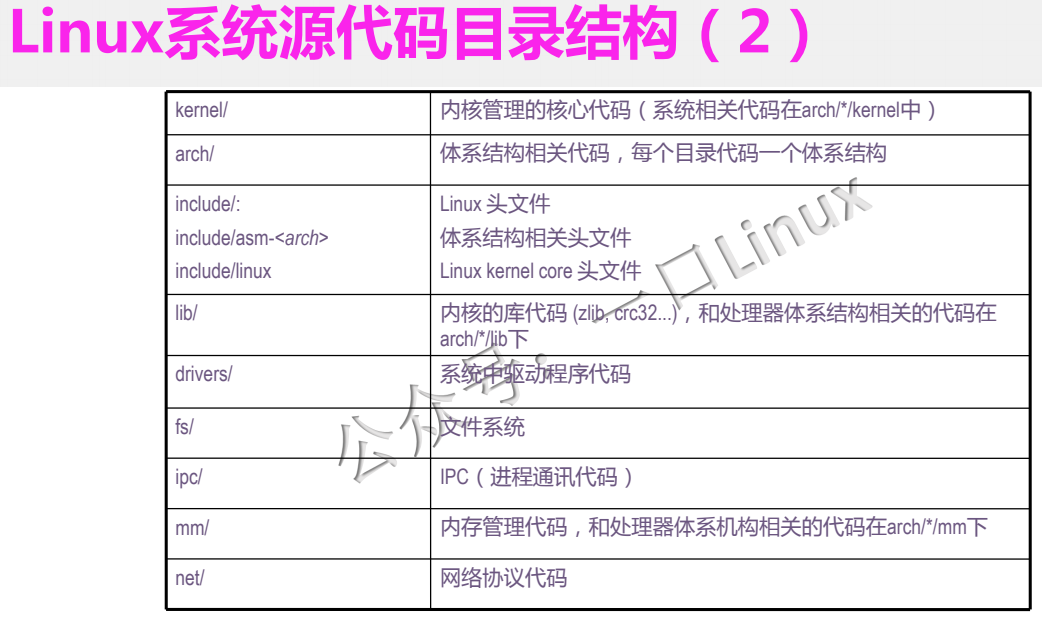 Linux系统源代码目录结构（2）
kernel/
内核管理的核心代码（系统相关代码在arch/*/kernel中）
arch/
体系结构相关代码，每个目录代码一个体系结构
include/:
Linux 头文件
include/asm-<arch>
体系结构相关头文件
include/linux
Linux kernel core 头文件
lib/
内核的库代码 (zlib, crc32...)，和处理器体系结构相关的代码在
arch/*/lib下
drivers/
系统中驱动程序代码
fs/
文件系统
ipc/
IPC（进程通讯代码）
mm/
内存管理代码，和处理器体系机构相关的代码在arch/*/mm下
net/
网络协议代码
公众号：一口Linux